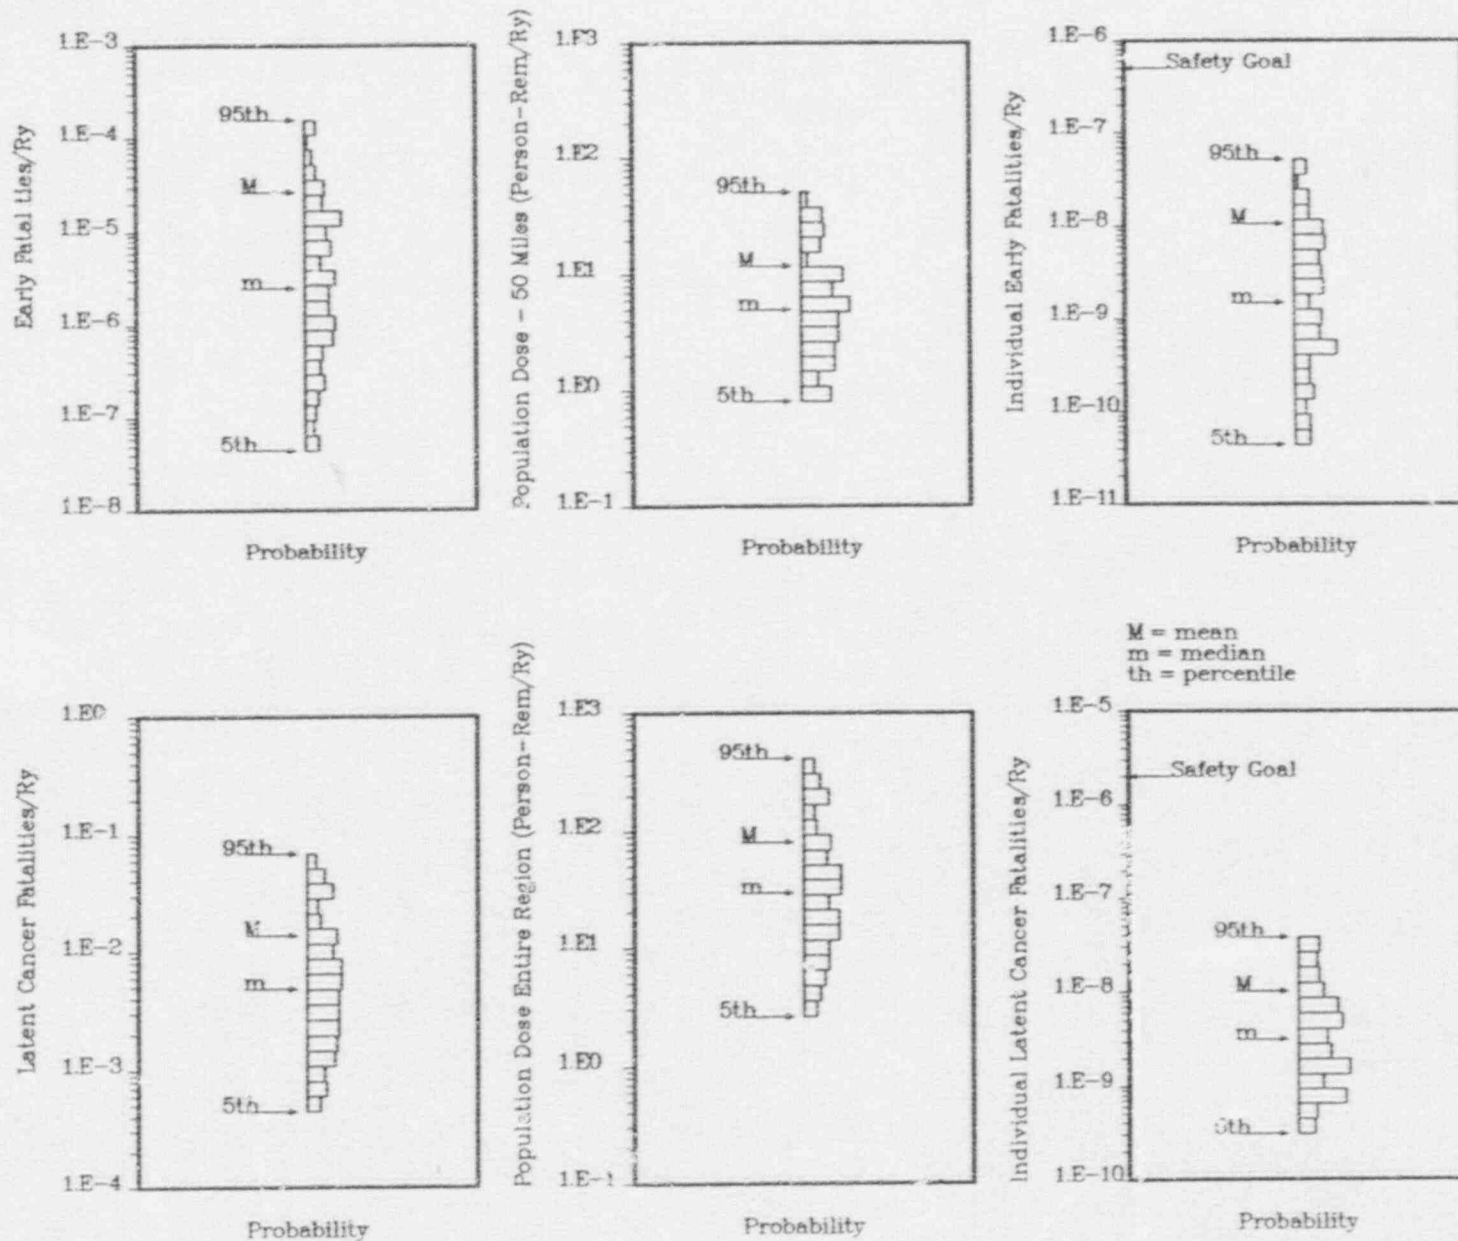 Early Fatalities/Ry
1.E-3
1.E-4
1.E-5
1.E-6
1.E-7
1.E-8
95th
M
m
5th
Probability
Population Dose - 50 Miles (Person-Rem/Ry)
1.E3
1.E2
1.E1
1.E0
1.E-1
95th
M
m
5th
Probability
Individual Early Fatalities/Ry
1.E-6
1.E-7
1.E-8
1.E-9
1.E-10
1.E-11
Safety Goal
95th
M
m
5th
Probability
M = mean
m = median
th = percentile
Latent Cancer Fatalities/Ry
1.E0
1.E-1
1.E-2
1.E-3
1.E-4
95th
M
m
5th
Probability
Population Dose Entire Region (Person-Rem/Ry)
1.E3
1.E2
1.E1
1.E0
1.E-1
95th
M
m
5th
Probability
Individual Latent Cancer Fatalities/Ry
1.E-5
1.E-6
1.E-7
1.E-8
1.E-9
1.E-10
Safety Goal
95th
M
m
5th
Probability